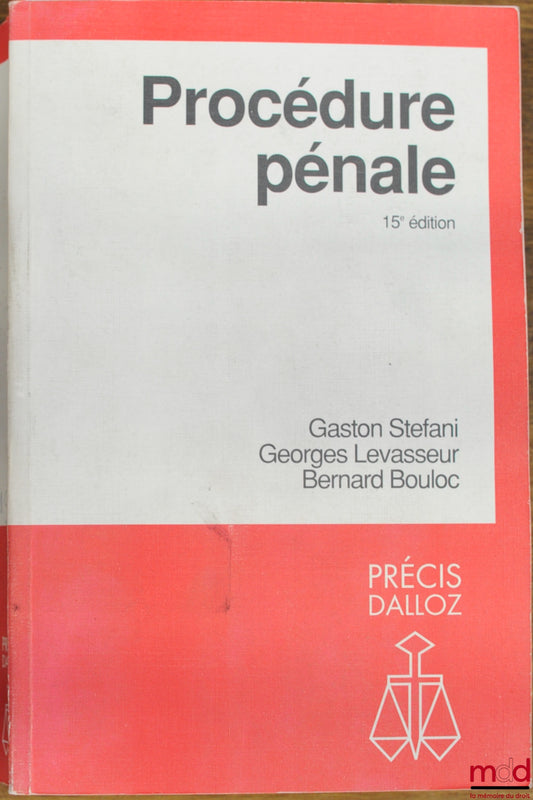 Procédure
pénale
15e édition
Gaston Stefani
Georges Levasseur
Bernard Bouloc
PRÉCIS
DALLOZ
mdd
la mémoire du droit